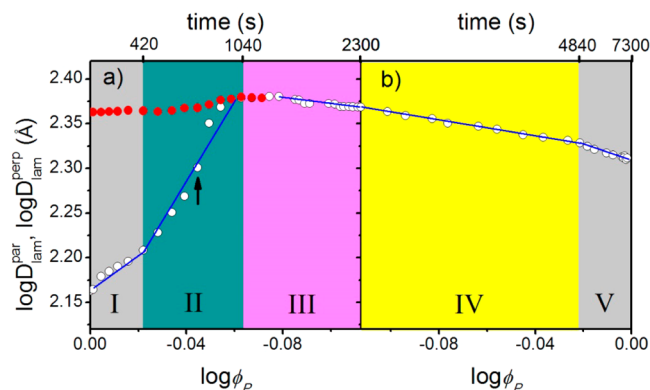 time (s) time (s)
420 1040 2300 4840 7300
a) b)
logD^par_lam, logD^perp_lam (Å)
2.40
2.35
2.30
2.25
2.20
2.15
I II III IV V
0.00 -0.04 -0.08 -0.08 -0.04 0.00
logϕ_P logϕ_P